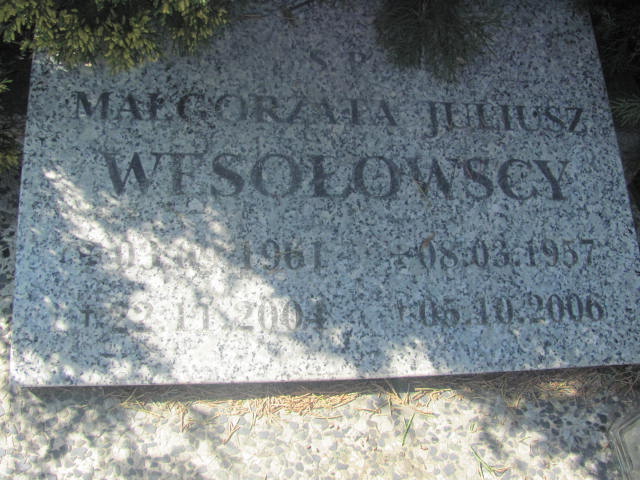 Ś. P.
MAŁGORZATA JULIUSZ
WESOŁOWSCY
1961 08.03.1957
† 22.11.2004 † 05.10.2006